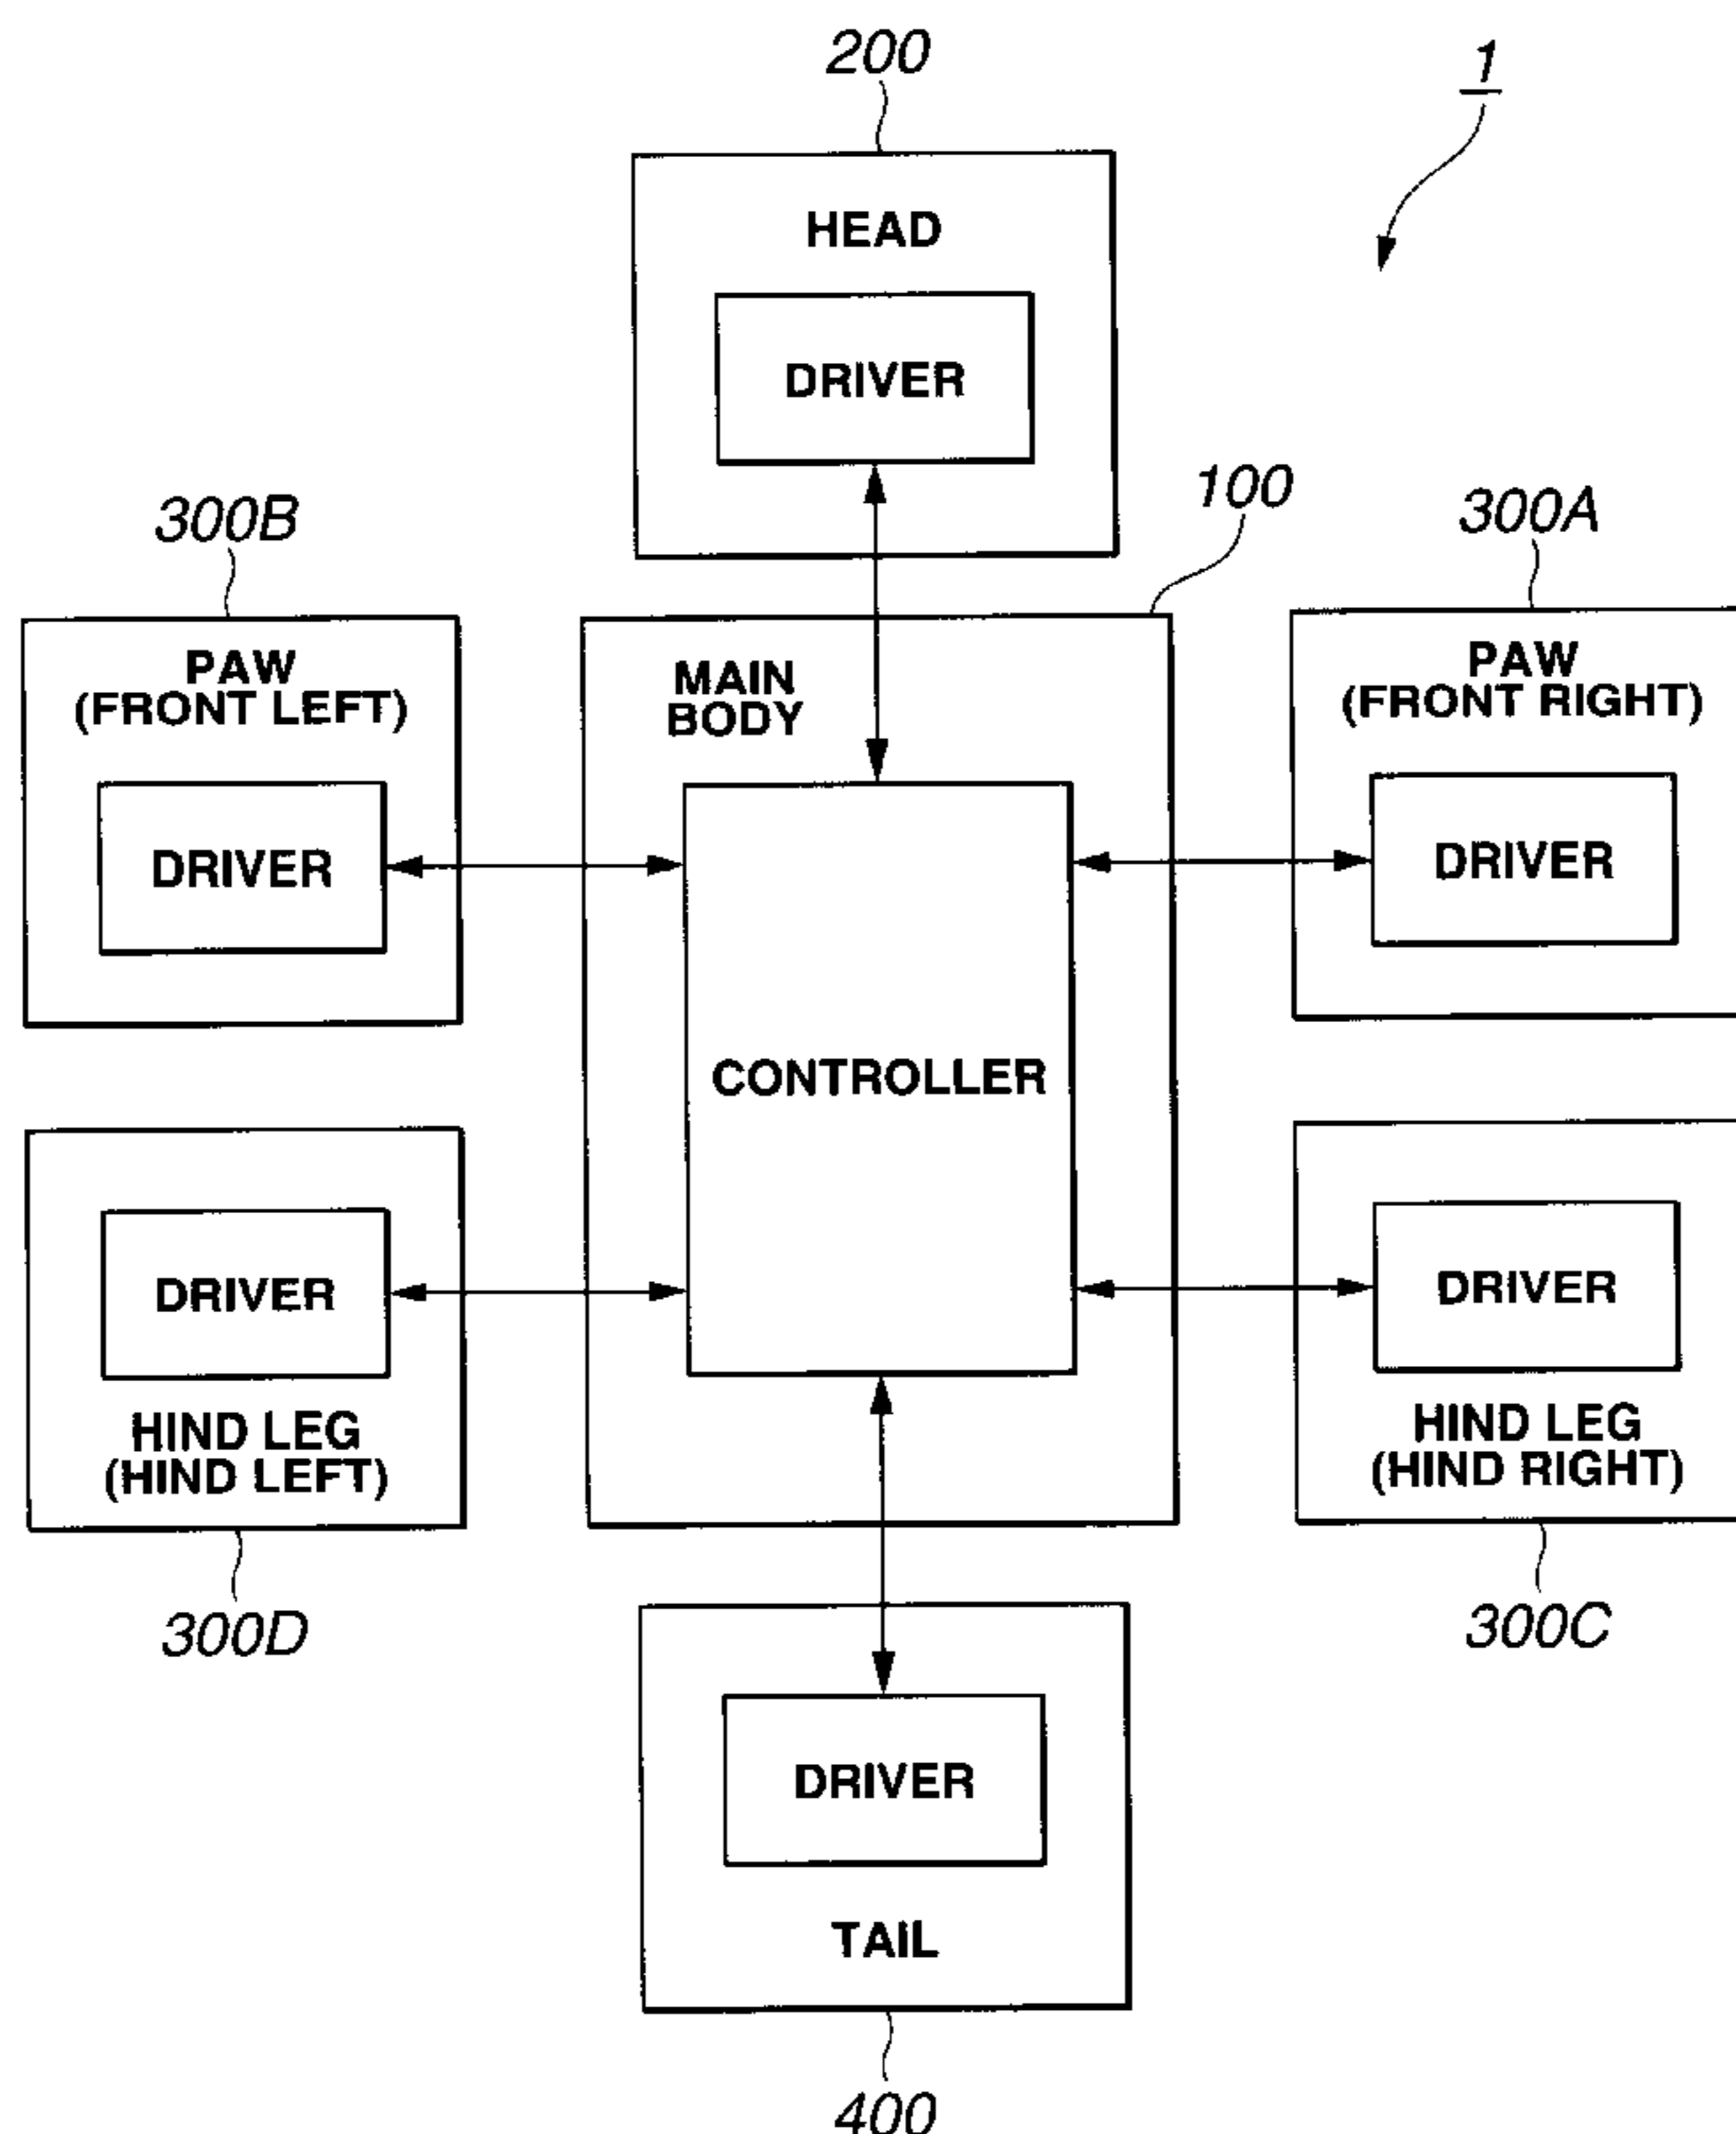 200
1
HEAD
DRIVER
100
300B
300A
PAW
(FRONT LEFT)
MAIN
BODY
PAW
(FRONT RIGHT)
DRIVER
DRIVER
CONTROLLER
DRIVER
DRIVER
HIND LEG
(HIND LEFT)
HIND LEG
(HIND RIGHT)
300D
300C
DRIVER
TAIL
400